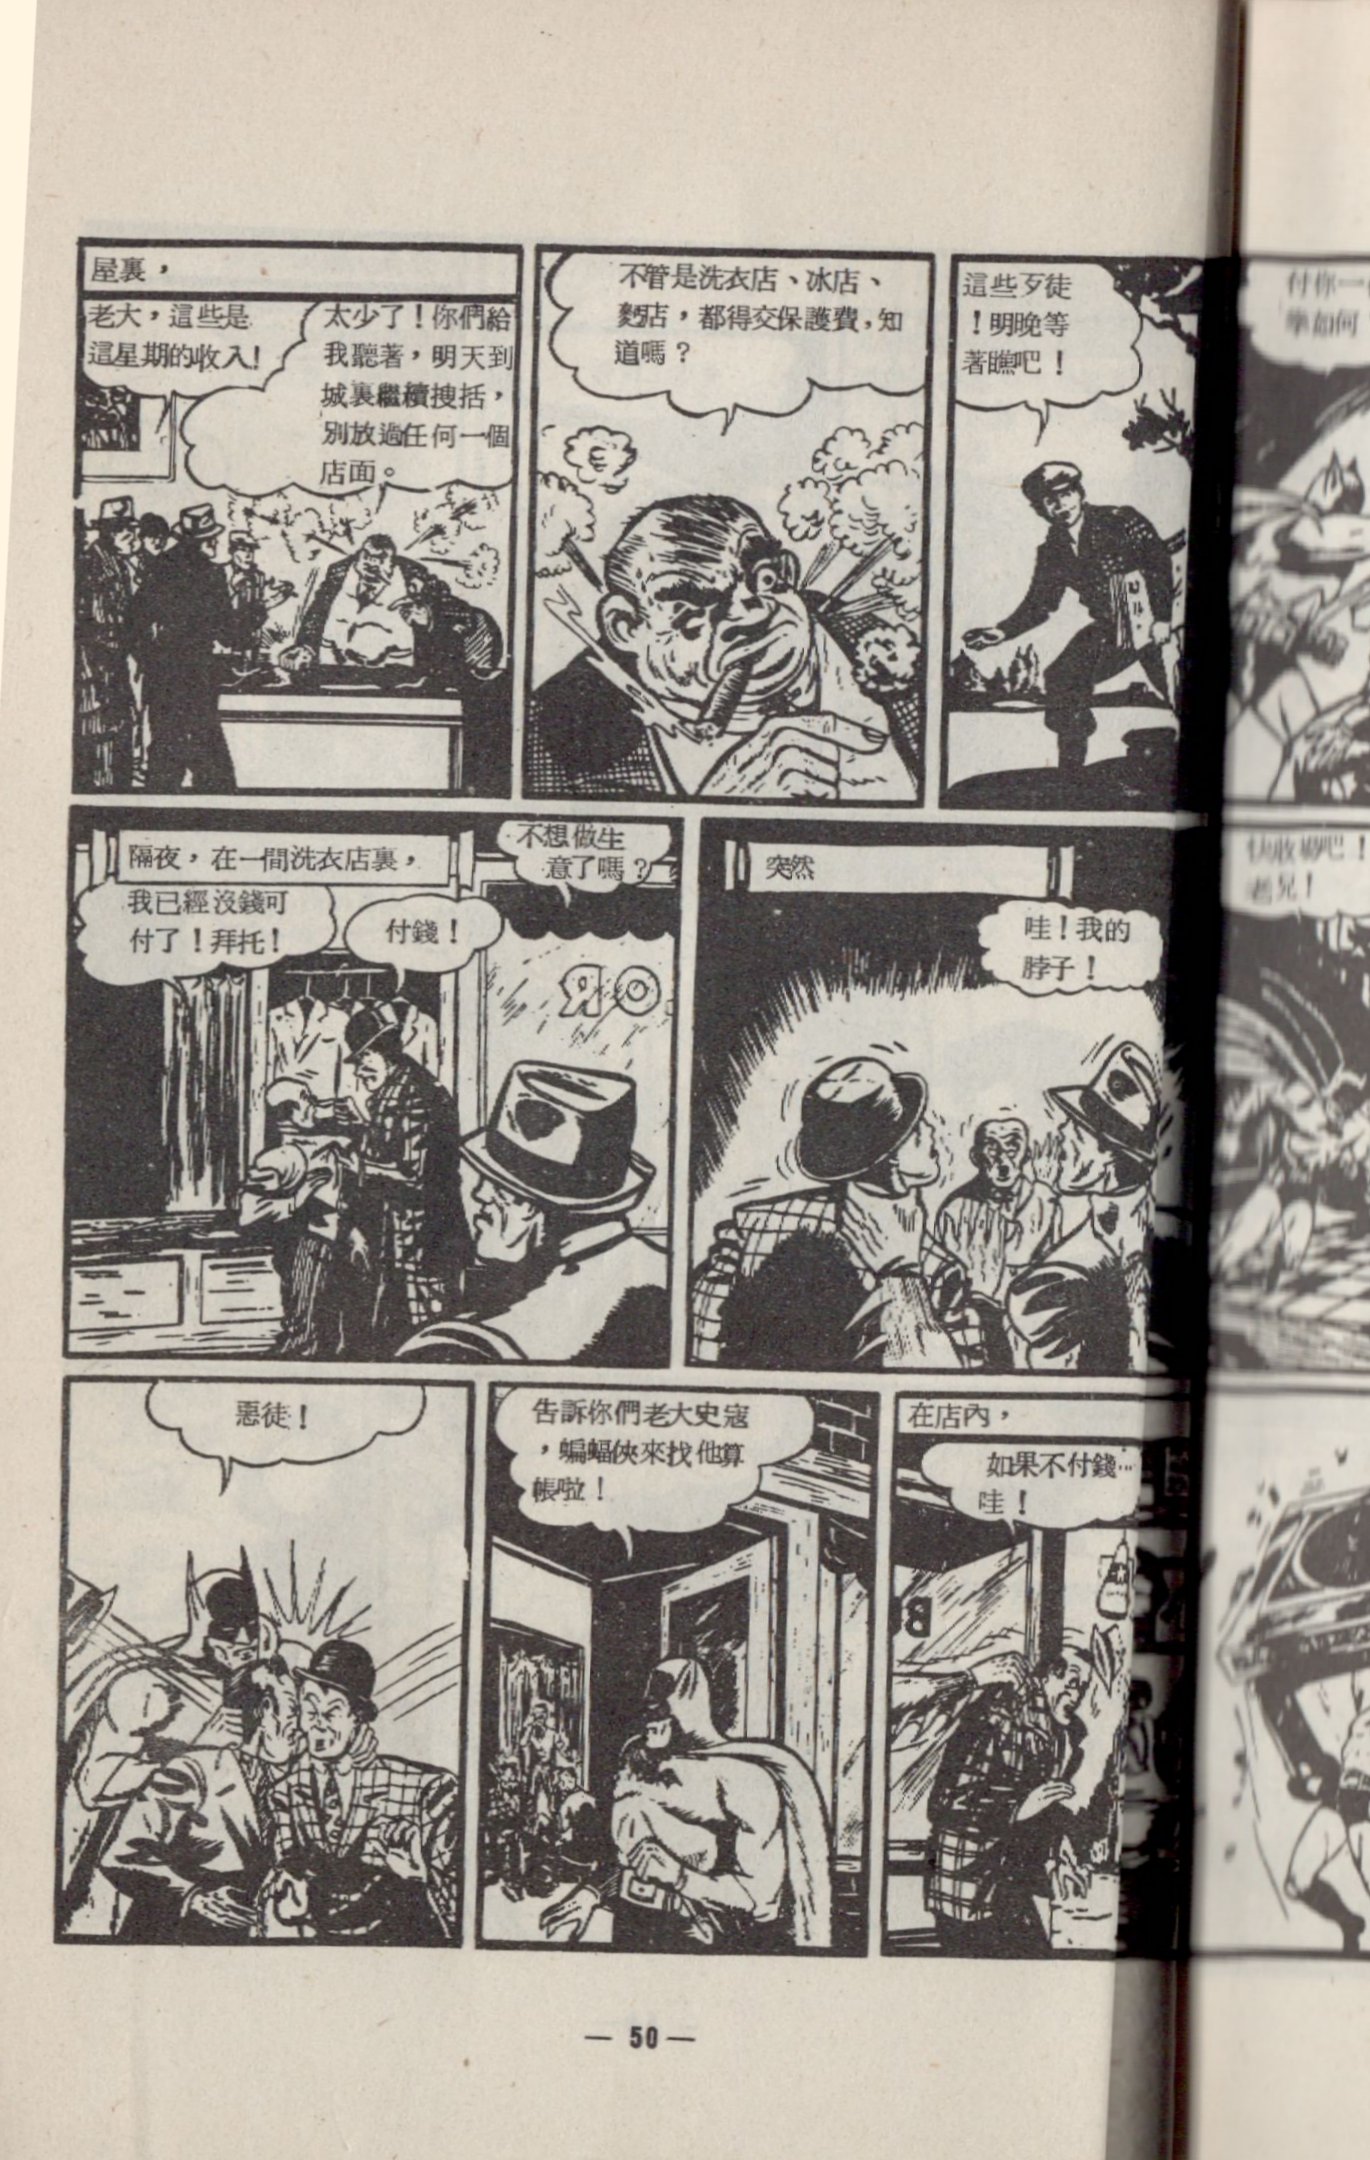 屋裏，
老大，這些是
這星期的收入！
太少了！你們給
我聽著，明天到
城裏繼續搜括，
別放過任何一個
店面。
不管是洗衣店、冰店、
麪店，都得交保護費，知
道嗎？
這些歹徒
！明晚等
著瞧吧！
隔夜，在一間洗衣店裏，
我已經沒錢可
付了！拜托！
付錢！
不想做生
意了嗎？
OR
突然
哇！我的
脖子！
惡徒！
告訴你們老大史寇
，蝙蝠俠來找他算
帳啦！
在店內，
如果不付錢…
哇！
B
— 50 —
付你一
拳如何
快收場吧！
老兄！